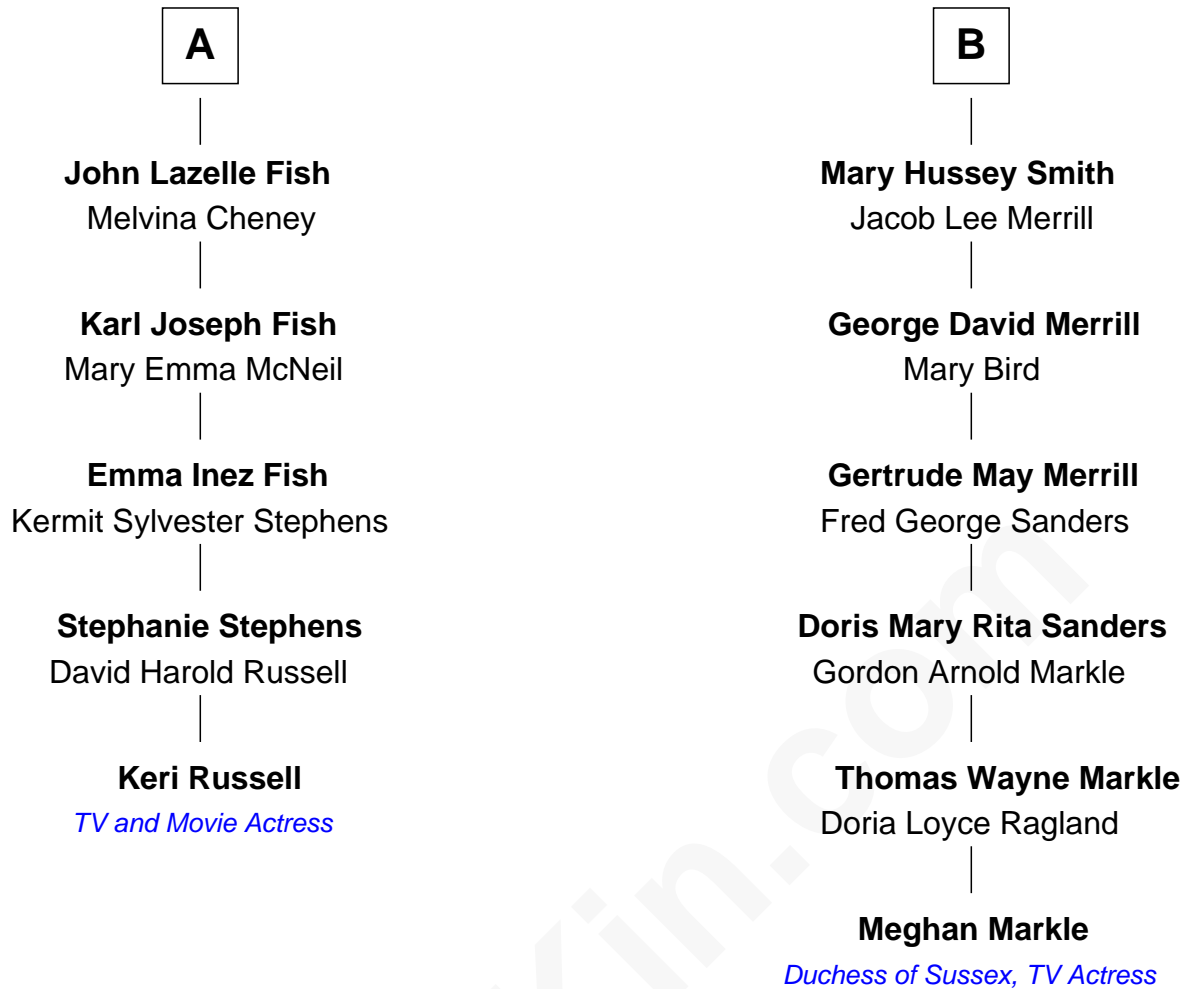 A
John Lazelle Fish
Melvina Cheney
Karl Joseph Fish
Mary Emma McNeil
Emma Inez Fish
Kermit Sylvester Stephens
Stephanie Stephens
David Harold Russell
Keri Russell
TV and Movie Actress
B
Mary Hussey Smith
Jacob Lee Merrill
George David Merrill
Mary Bird
Gertrude May Merrill
Fred George Sanders
Doris Mary Rita Sanders
Gordon Arnold Markle
Thomas Wayne Markle
Doria Loyce Ragland
Meghan Markle
Duchess of Sussex, TV Actress
Kin.com